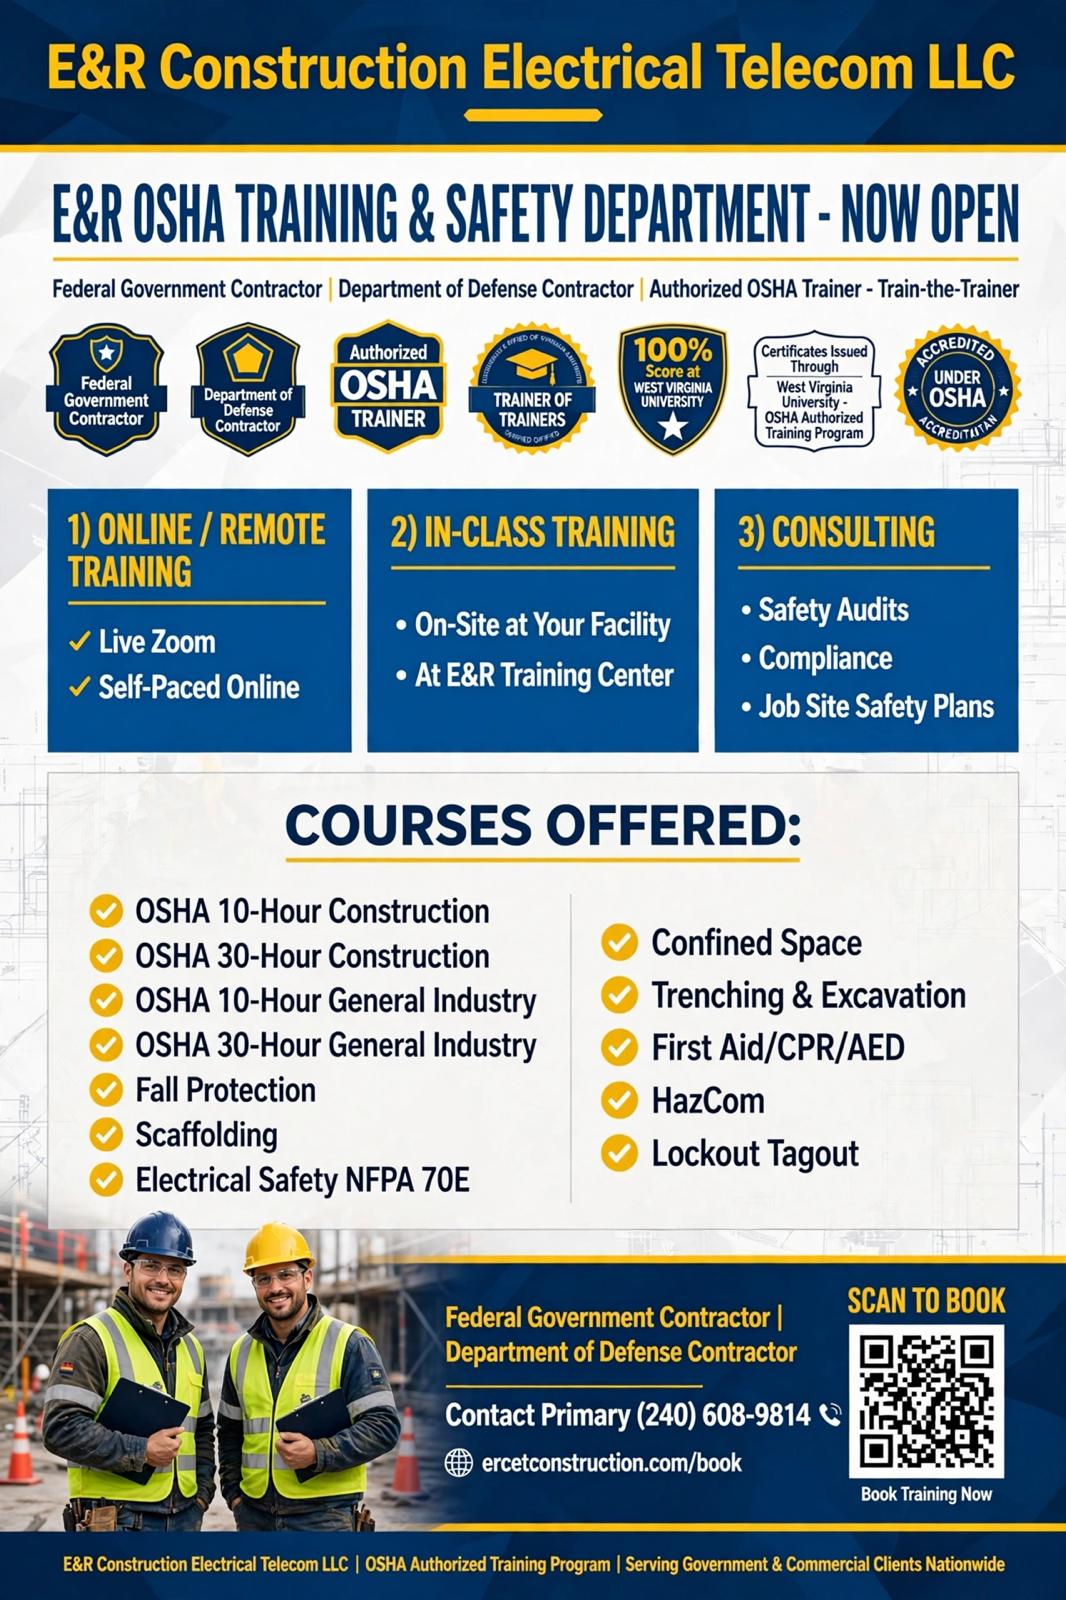 E&R Construction Electrical Telecom LLC
E&R OSHA TRAINING & SAFETY DEPARTMENT - NOW OPEN
Federal Government Contractor | Department of Defense Contractor | Authorized OSHA Trainer - Train-the-Trainer
Federal
Government
Contractor
Department of
Defense
Contractor
Authorized
OSHA
TRAINER
TRAINER OF
TRAINERS
100%
Score at
WEST VIRGINIA
UNIVERSITY
Certificates Issued
Through
West Virginia
University -
OSHA Authorized
Training Program
ACCREDITED
UNDER
OSHA
1) ONLINE / REMOTE
TRAINING
✓ Live Zoom
✓ Self-Paced Online
2) IN-CLASS TRAINING
• On-Site at Your Facility
• At E&R Training Center
3) CONSULTING
• Safety Audits
• Compliance
• Job Site Safety Plans
COURSES OFFERED:
OSHA 10-Hour Construction
OSHA 30-Hour Construction
OSHA 10-Hour General Industry
OSHA 30-Hour General Industry
Fall Protection
Scaffolding
Electrical Safety NFPA 70E
Confined Space
Trenching & Excavation
First Aid/CPR/AED
HazCom
Lockout Tagout
Federal Government Contractor |
Department of Defense Contractor
Contact Primary (240) 608-9814
ercetconstruction.com/book
SCAN TO BOOK
Book Training Now
E&R Construction Electrical Telecom LLC | OSHA Authorized Training Program | Serving Government & Commercial Clients Nationwide